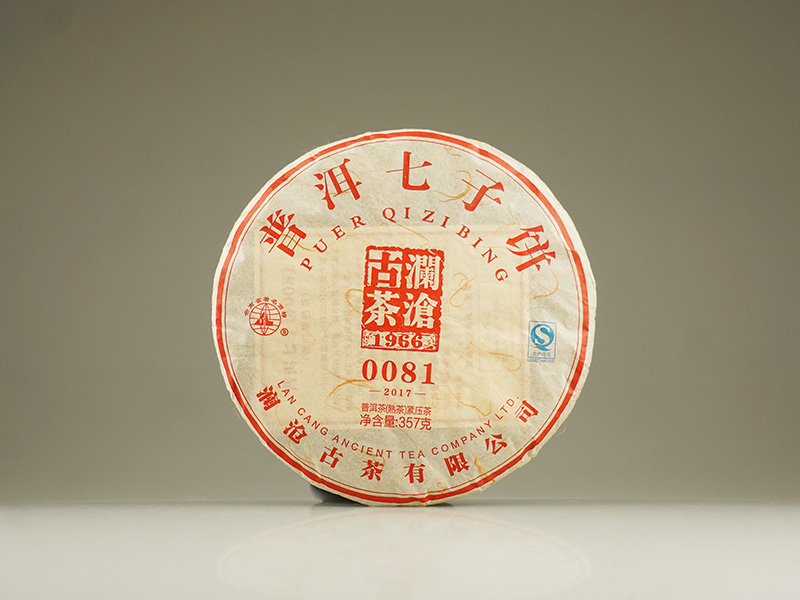 普洱七子饼
PUER QIZIBING
瀾滄
古茶
1966
0081
2017
普洱茶(熟茶)紧压茶
净含量:357克
LAN CANG ANCIENT TEA COMPANY LTD.
澜沧古茶有限公司